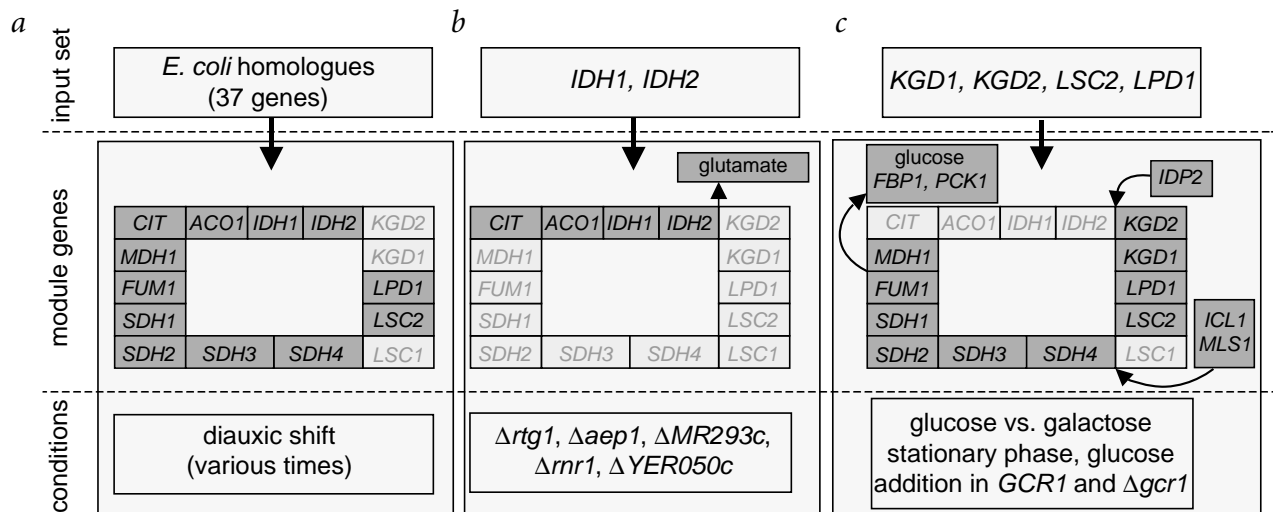 a
b
c
input set
E. coli homologues
(37 genes)
IDH1, IDH2
KGD1, KGD2, LSC2, LPD1
module genes
CIT ACO1 IDH1 IDH2 KGD2
MDH1 KGD1
FUM1 LPD1
SDH1 LSC2
SDH2 SDH3 SDH4 LSC1
glutamate
CIT ACO1 IDH1 IDH2 KGD2
MDH1 KGD1
FUM1 LPD1
SDH1 LSC2
SDH2 SDH3 SDH4 LSC1
glucose
FBP1, PCK1
IDP2
CIT ACO1 IDH1 IDH2 KGD2
MDH1 KGD1
FUM1 LPD1
SDH1 LSC2
SDH2 SDH3 SDH4 LSC1
ICL1
MLS1
conditions
diauxic shift
(various times)
Δrtg1, Δaep1, ΔMR293c,
Δrnr1, ΔYER050c
glucose vs. galactose
stationary phase, glucose
addition in GCR1 and Δgcr1